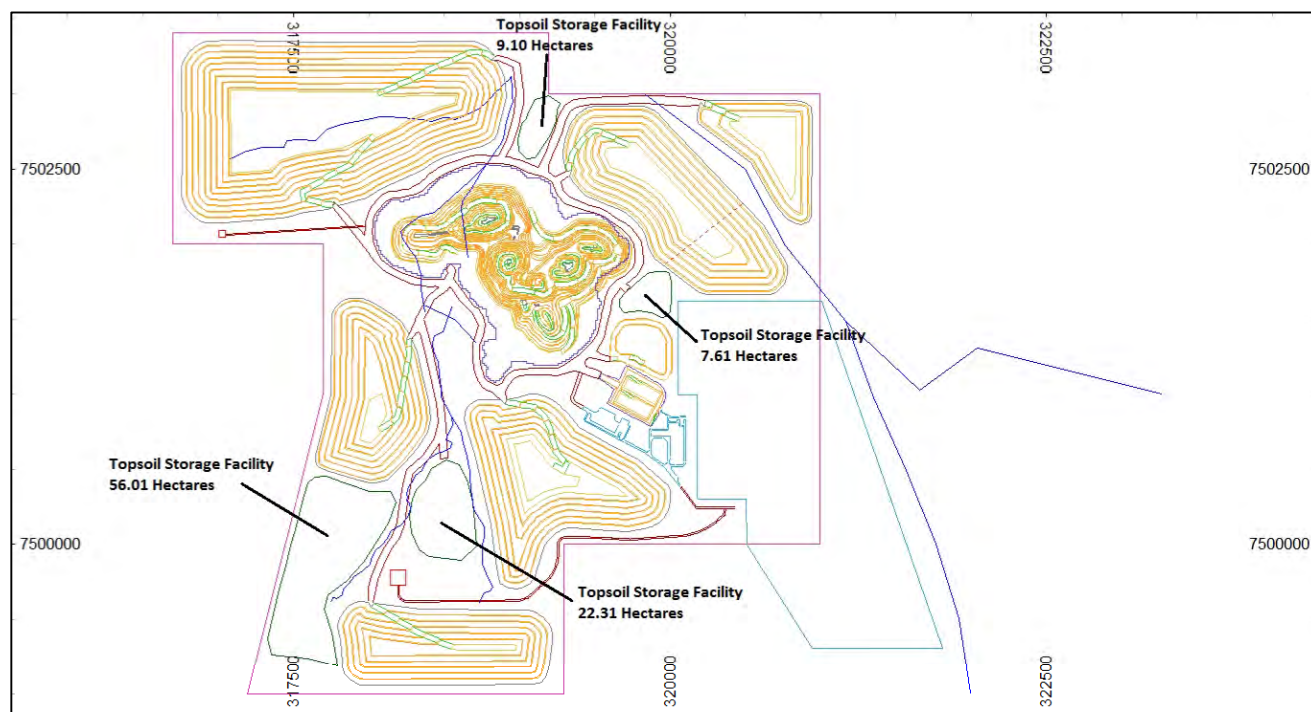 Topsoil Storage Facility
9.10 Hectares
317500
320000
322500
7502500
7502500
Topsoil Storage Facility
7.61 Hectares
Topsoil Storage Facility
56.01 Hectares
7500000
7500000
Topsoil Storage Facility
22.31 Hectares
317500
320000
322500